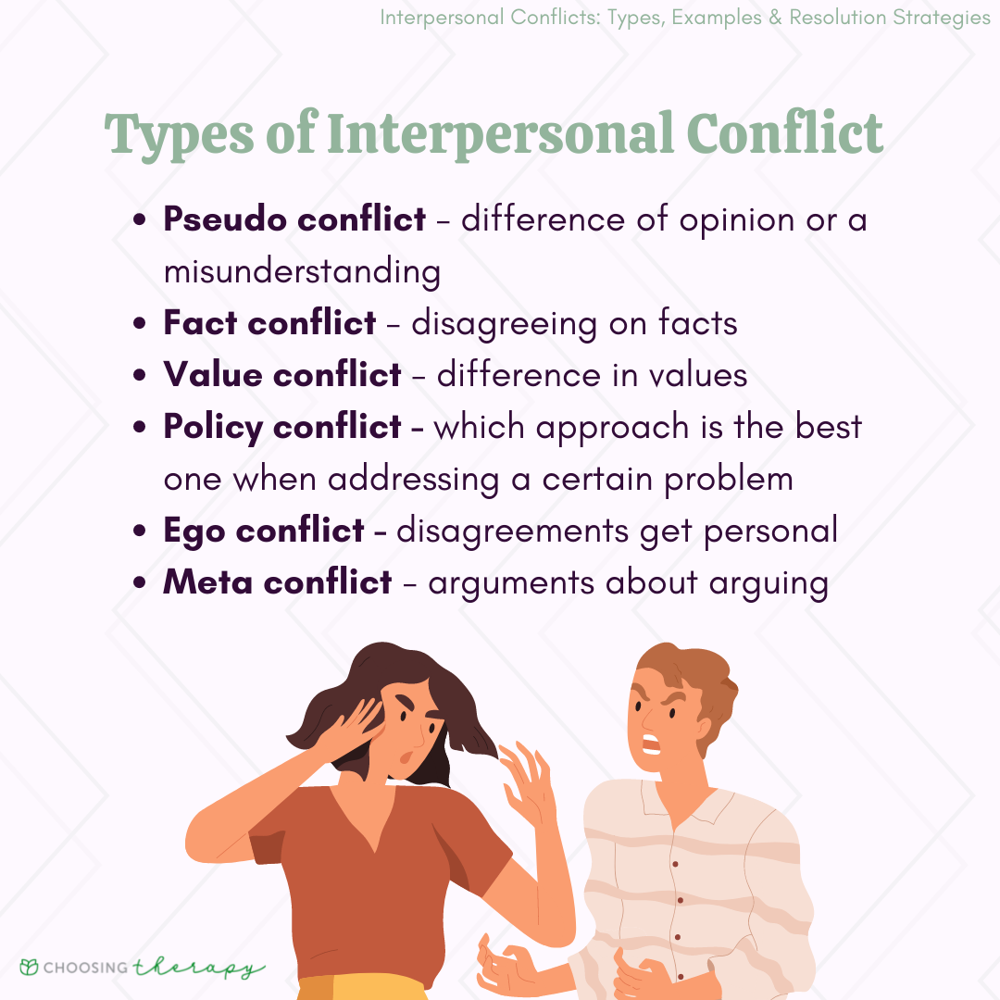 Interpersonal Conflicts: Types, Examples & Resolution Strategies
Types of Interpersonal Conflict
• Pseudo conflict – difference of opinion or a
misunderstanding
• Fact conflict – disagreeing on facts
• Value conflict – difference in values
• Policy conflict - which approach is the best
one when addressing a certain problem
• Ego conflict - disagreements get personal
• Meta conflict – arguments about arguing
CHOOSING therapy